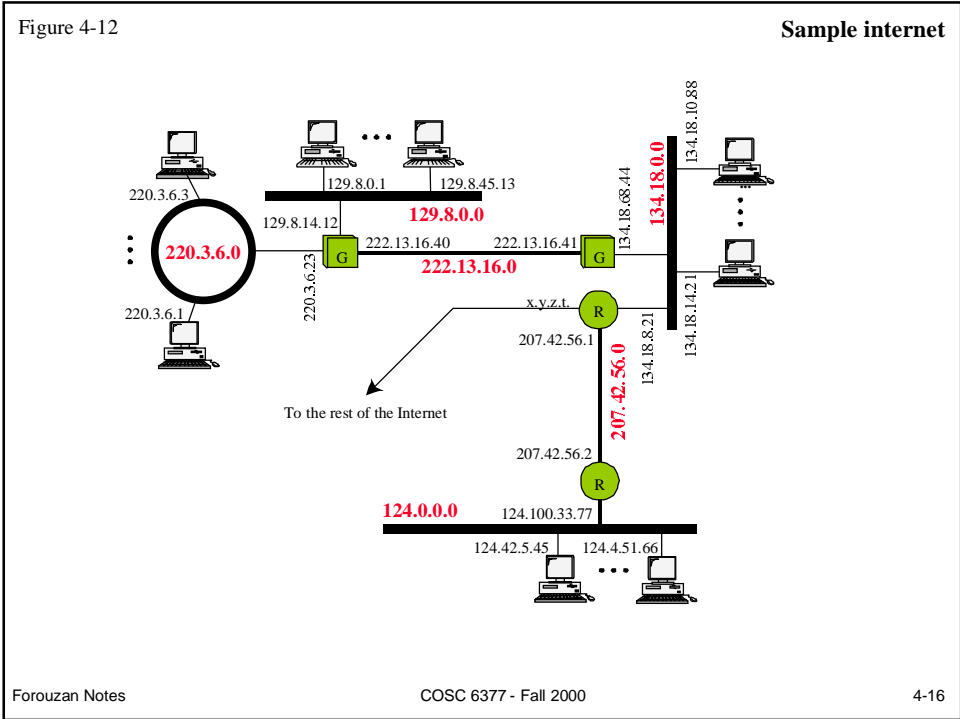 Figure 4-12
Sample internet
134.18.10.88
220.3.6.3
129.8.0.1
129.8.45.13
134.18.0.0
134.18.68.44
129.8.14.12
129.8.0.0
220.3.6.0
G
222.13.16.40
222.13.16.41
G
222.13.16.0
220.3.6.23
220.3.6.1
x.y.z.t.
R
134.18.14.21
207.42.56.1
134.18.8.21
207.42.56.0
To the rest of the Internet
207.42.56.2
R
124.0.0.0
124.100.33.77
124.42.5.45
124.4.51.66
Forouzan Notes
COSC 6377 - Fall 2000
4-16